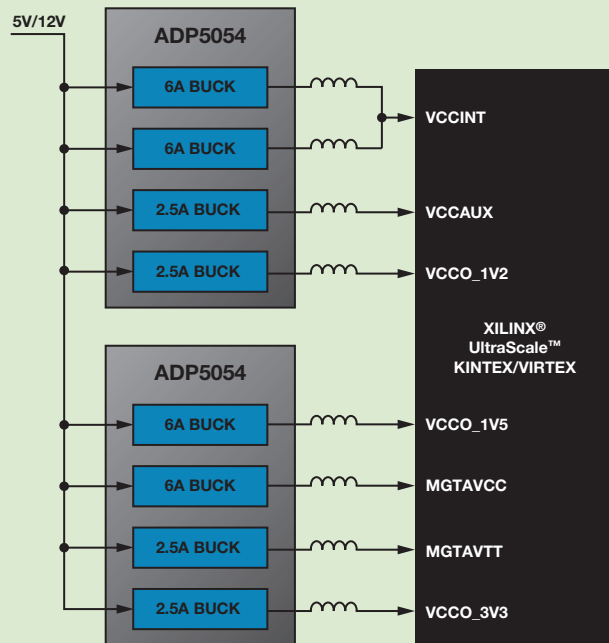 5V/12V
ADP5054
6A BUCK
6A BUCK
2.5A BUCK
2.5A BUCK
VCCINT
VCCAUX
VCCO_1V2
XILINX®
UltraScale™
KINTEX/VIRTEX
ADP5054
6A BUCK
6A BUCK
2.5A BUCK
2.5A BUCK
VCCO_1V5
MGTAVCC
MGTAVTT
VCCO_3V3